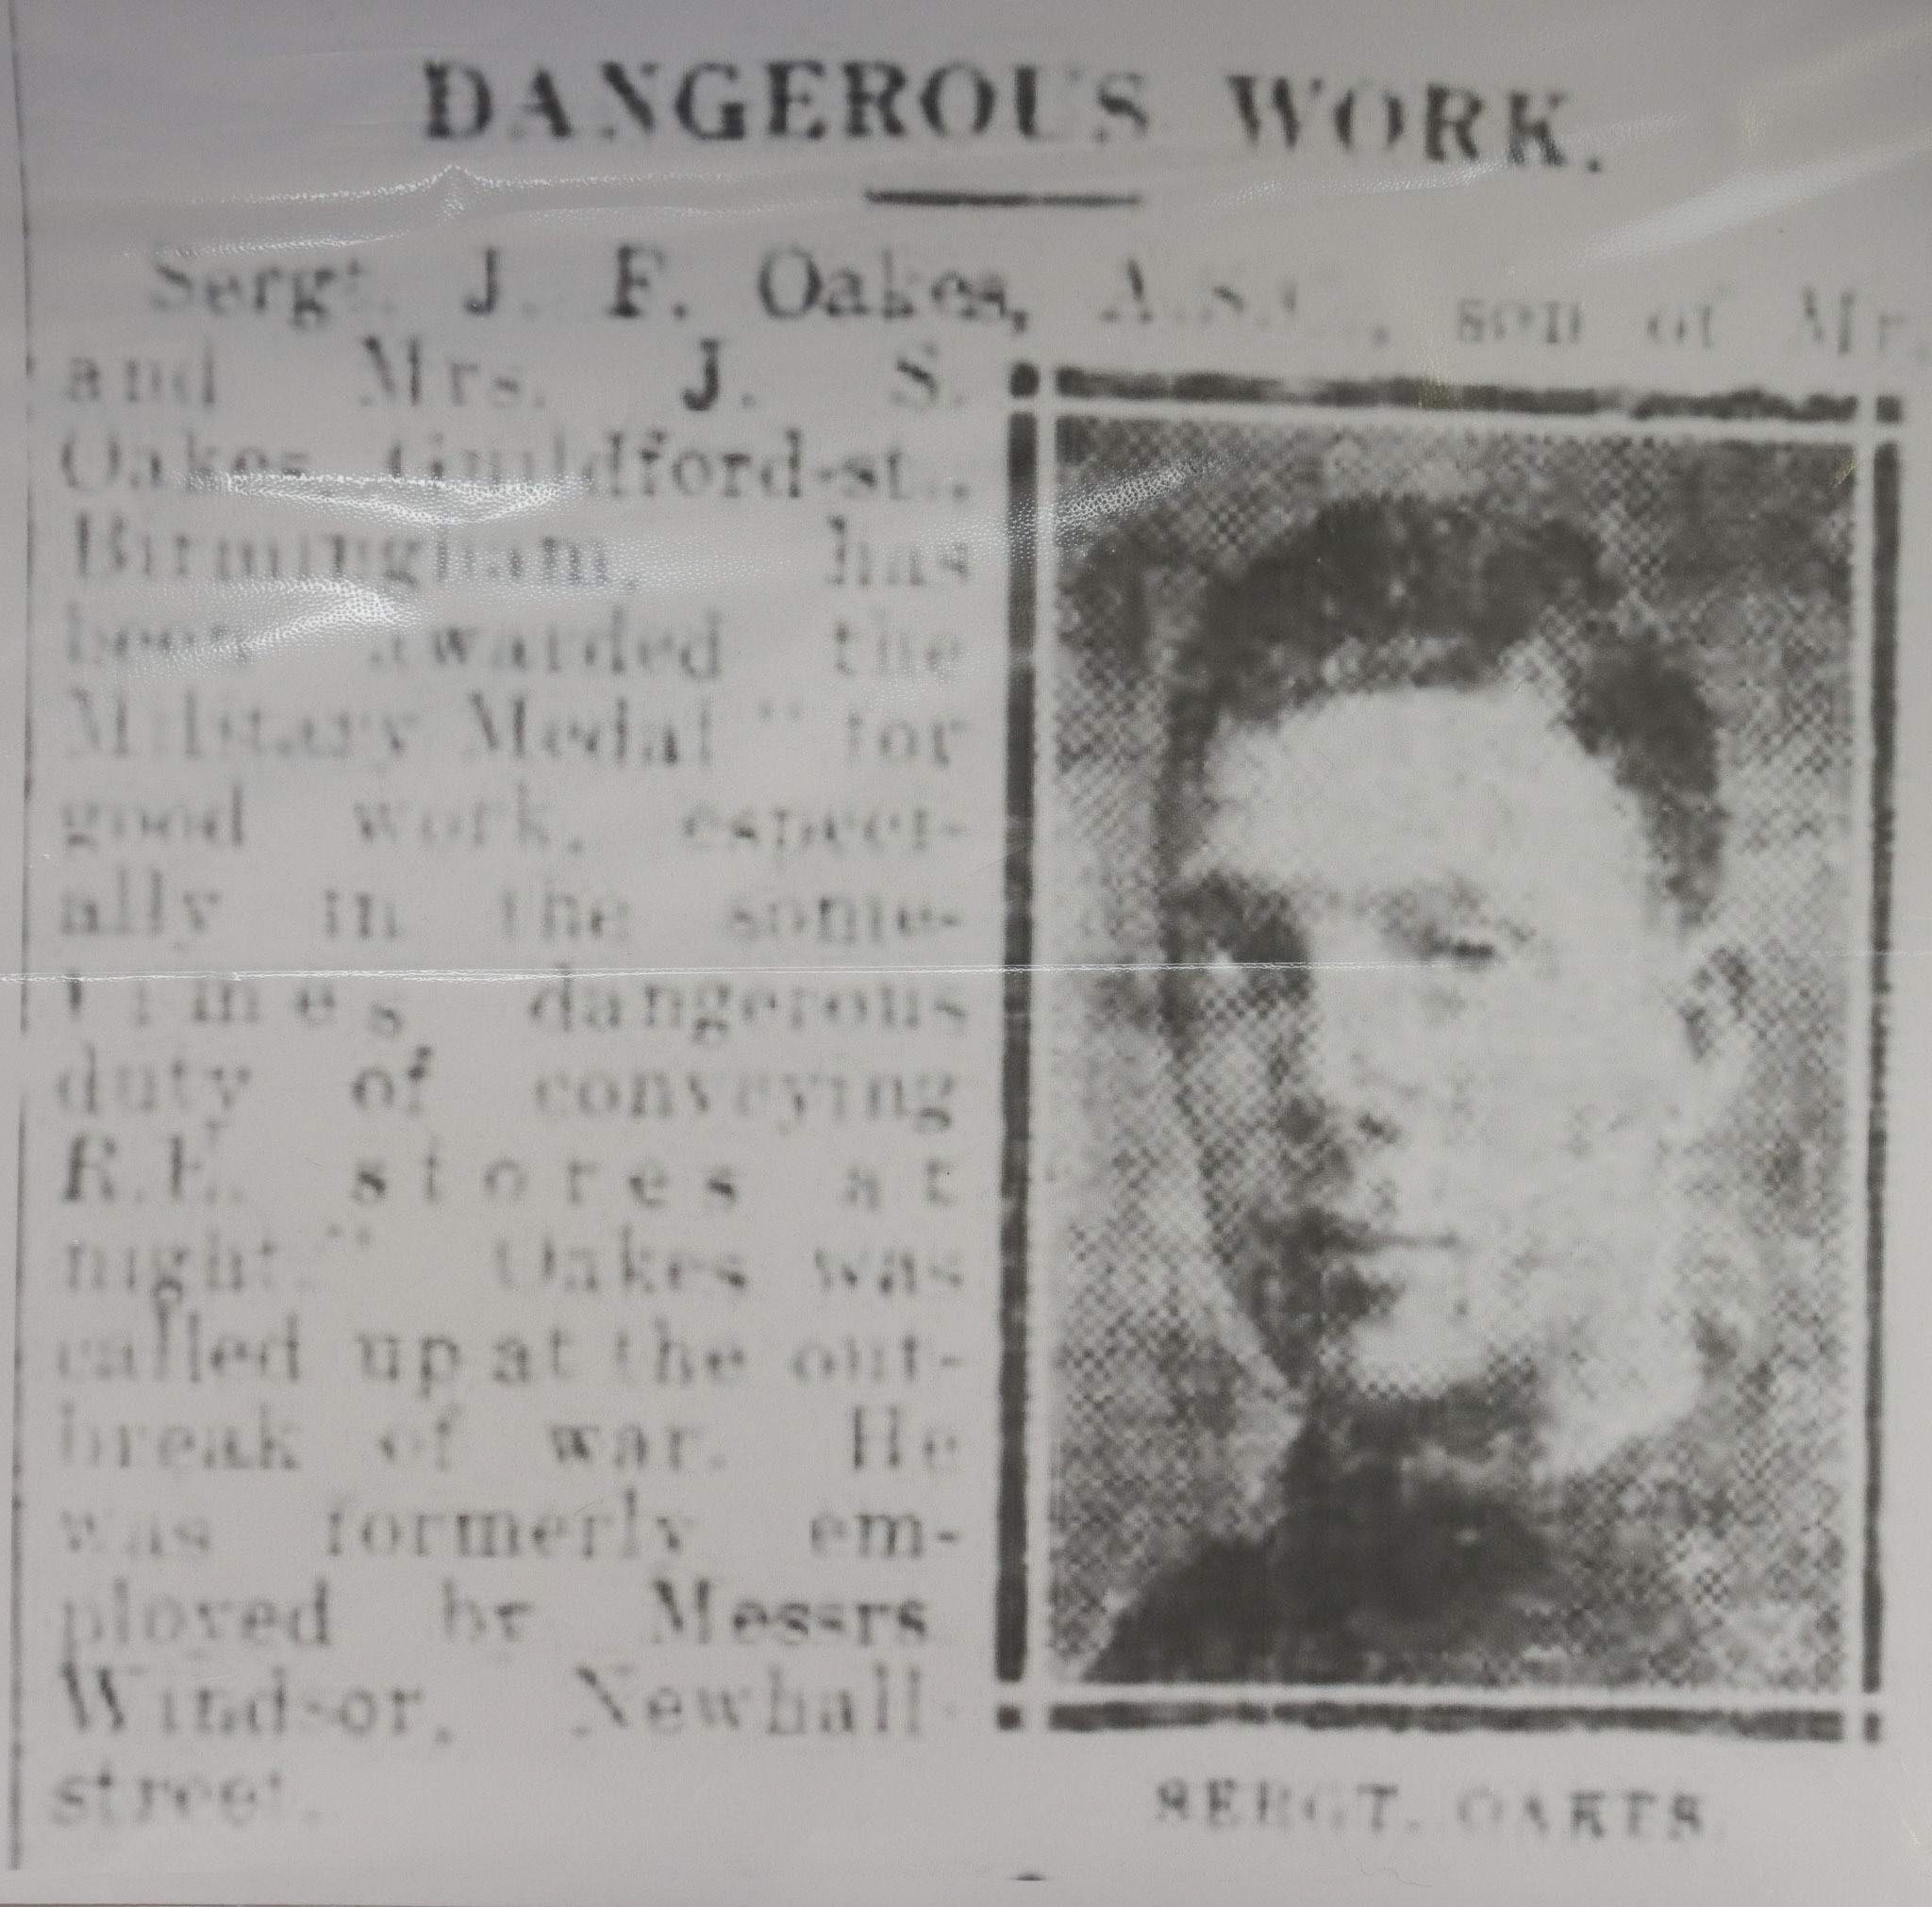 DANGEROUS WORK.
Sergt. J. F. Oakes, A.S.C., son of Mr.
and Mrs. J. S.
Oakes, Guildford-st.,
Birmingham, has
been awarded the
Military Medal "for
good work, especi-
ally in the some-
times dangerous
duty of conveying
R.E. stores at
night." Oakes was
called up at the out-
break of war. He
was formerly em-
ployed by Messrs
Windsor, Newhall-
street.
SERGT. OAKES